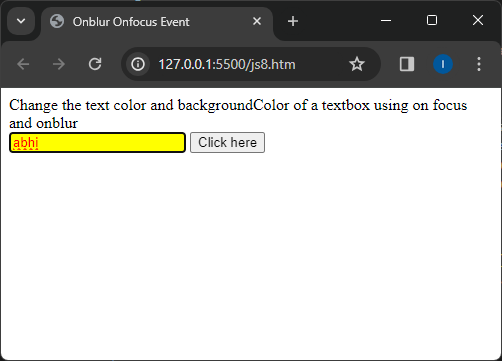 Onblur Onfocus Event
127.0.0.1:5500/js8.htm
I
Change the text color and backgroundColor of a textbox using on focus
and onblur
abhi
Click here